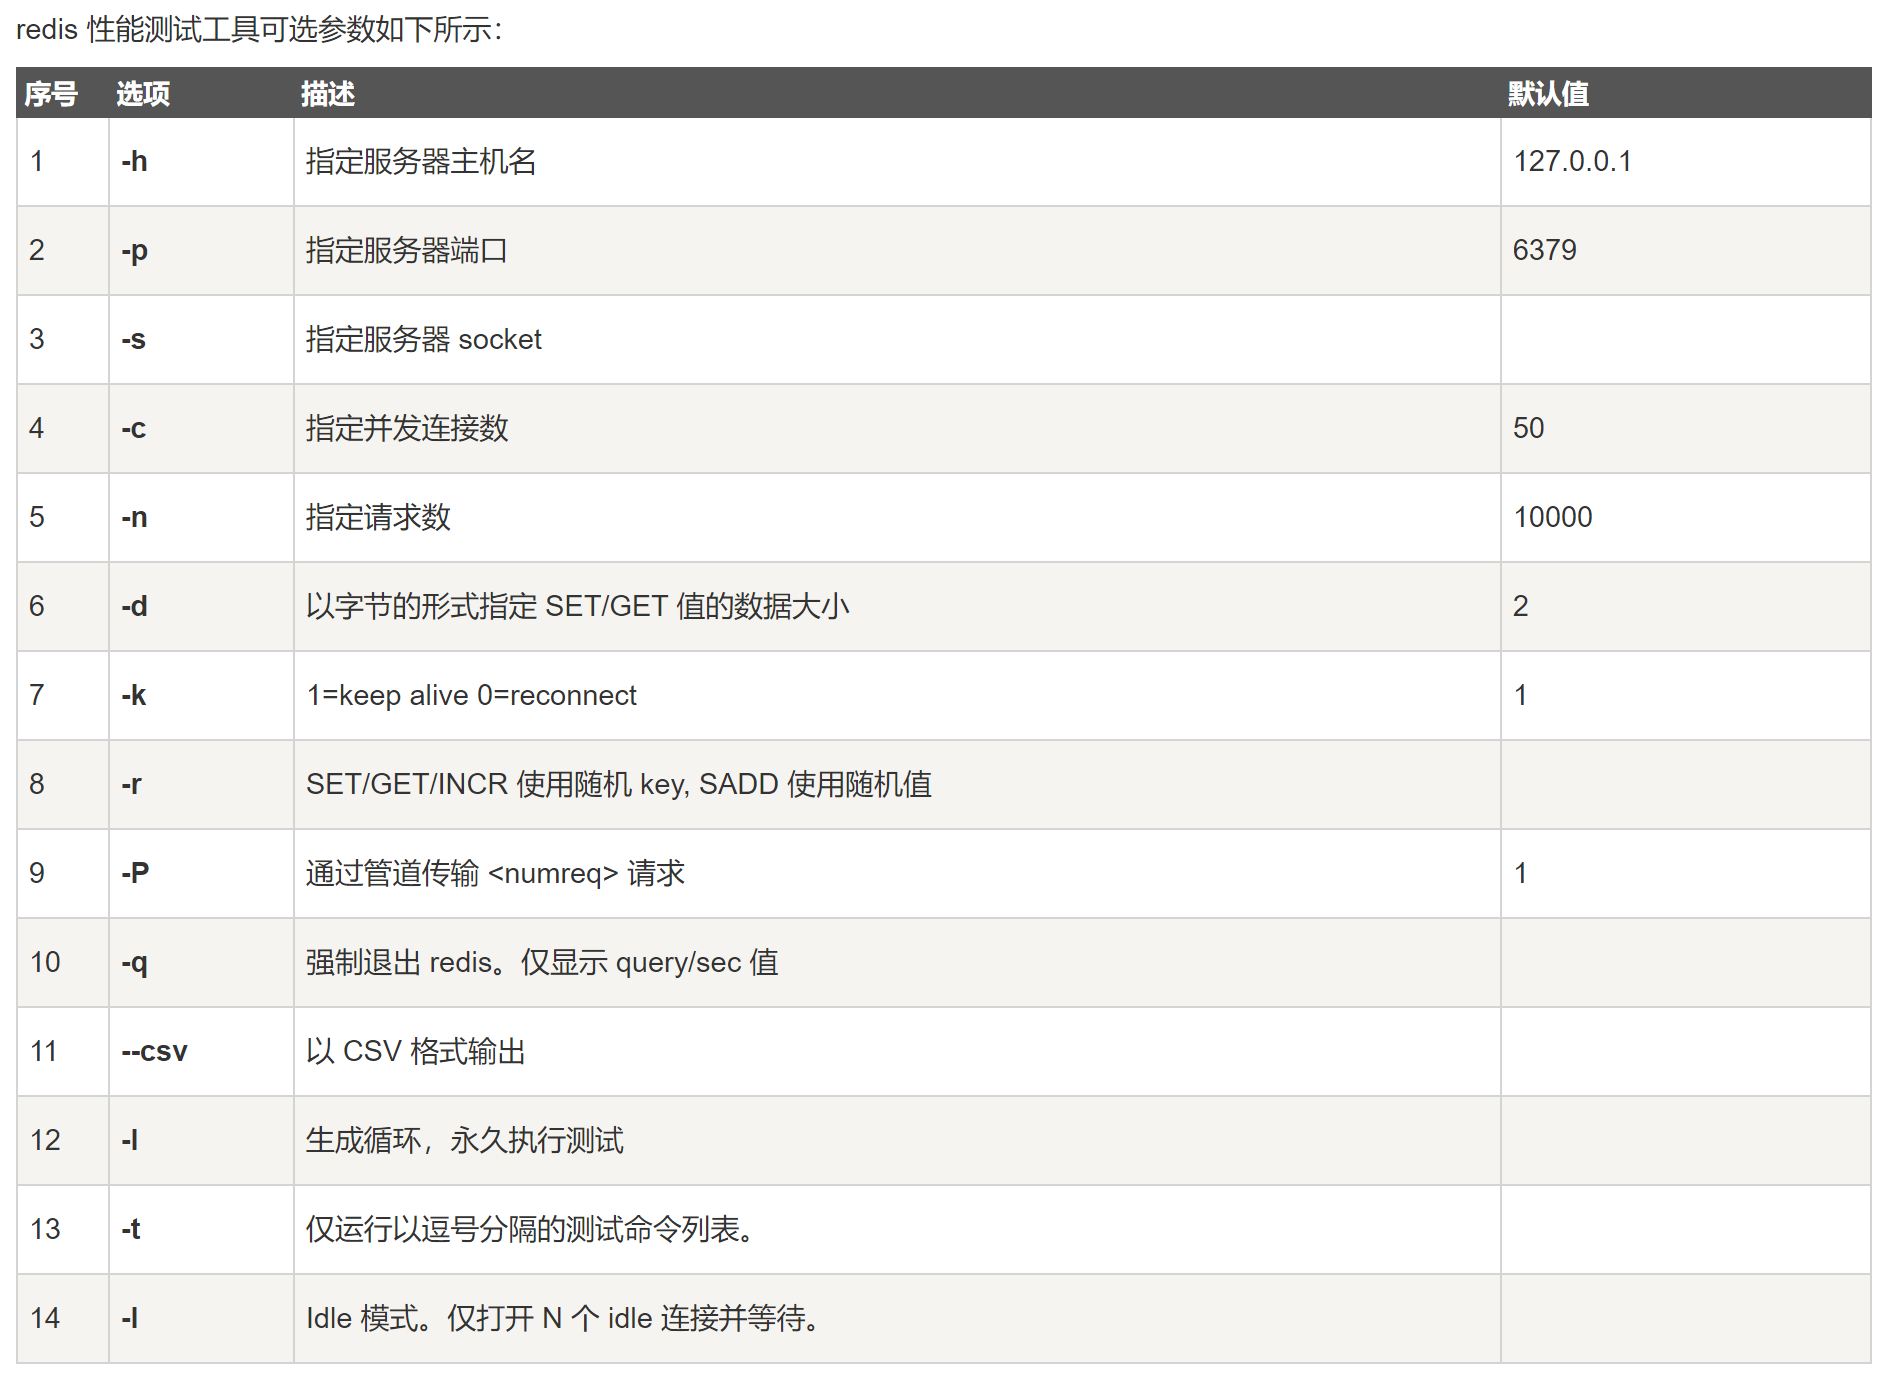 redis 性能测试工具可选参数如下所示：
序号 选项 描述 默认值
1 -h 指定服务器主机名 127.0.0.1
2 -p 指定服务器端口 6379
3 -s 指定服务器 socket
4 -c 指定并发连接数 50
5 -n 指定请求数 10000
6 -d 以字节的形式指定 SET/GET 值的数据大小 2
7 -k 1=keep alive 0=reconnect 1
8 -r SET/GET/INCR 使用随机 key, SADD 使用随机值
9 -P 通过管道传输 <numreq> 请求 1
10 -q 强制退出 redis。仅显示 query/sec 值
11 --csv 以 CSV 格式输出
12 -l 生成循环，永久执行测试
13 -t 仅运行以逗号分隔的测试命令列表。
14 -I Idle 模式。仅打开 N 个 idle 连接并等待。